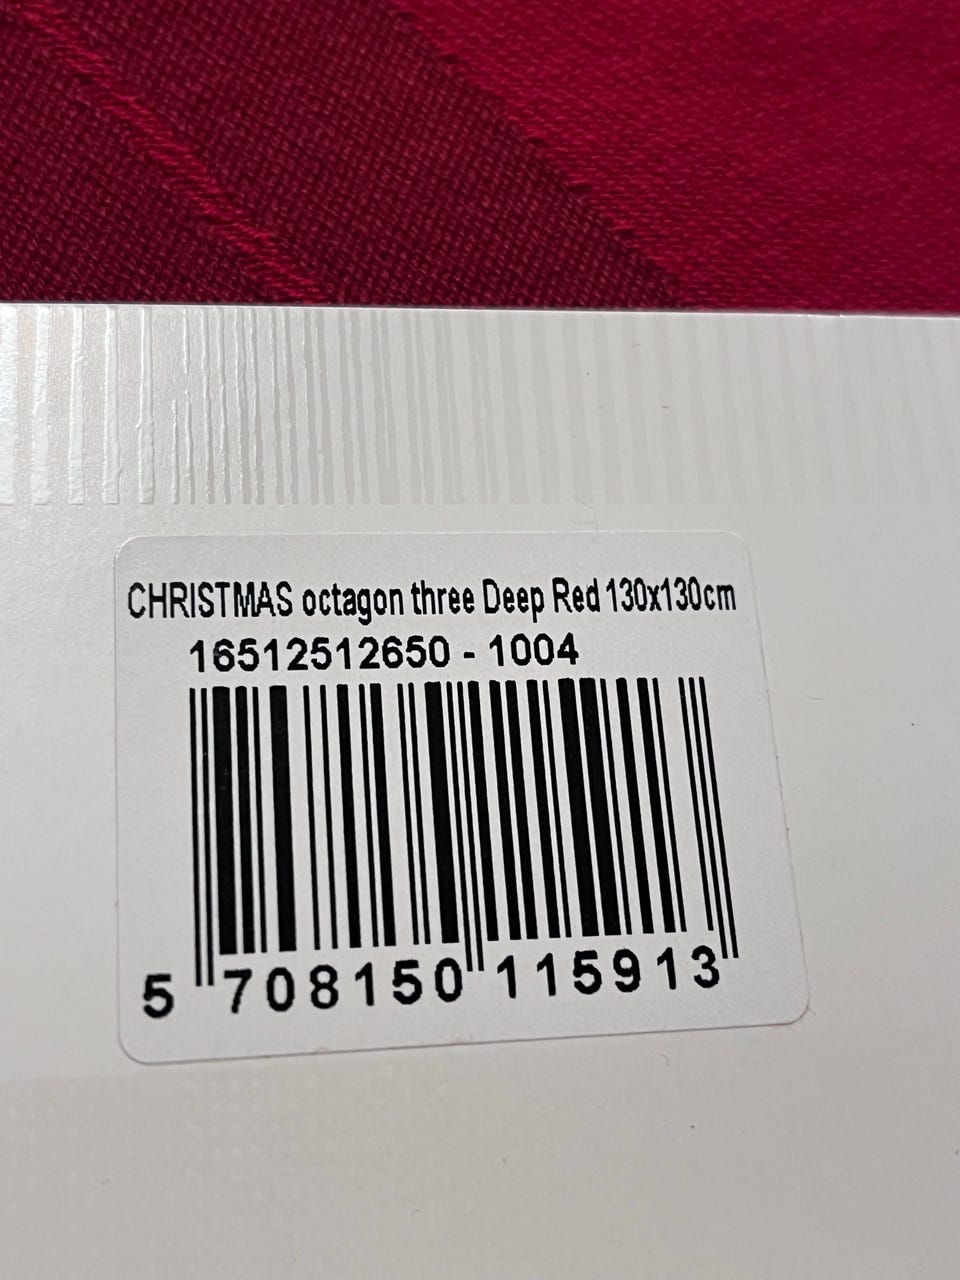 CHRISTMAS octagon three Deep Red 130x130cm
16512512650 - 1004
5 708150 115913